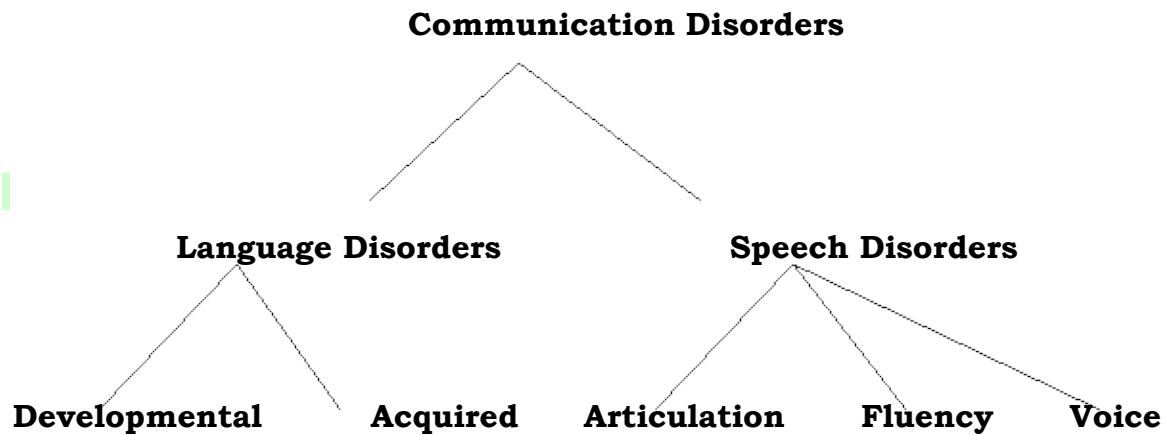 Communication Disorders
Language Disorders Speech Disorders
Developmental Acquired Articulation Fluency Voice